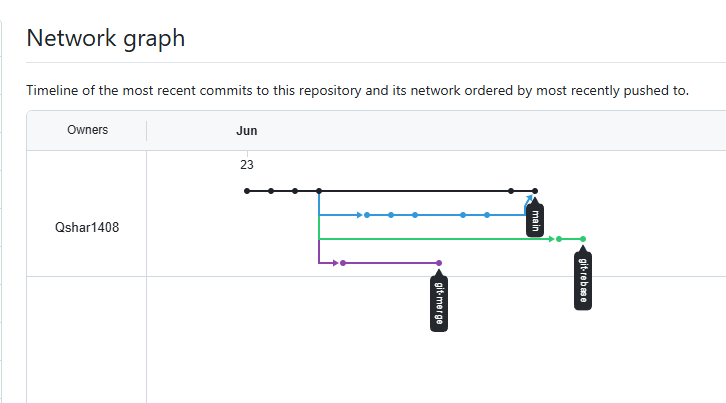 Network graph
Timeline of the most recent commits to this repository and its network ordered by most recently pushed to.
Owners
Jun
23
Qshar1408
main
git-rebase
git-merge